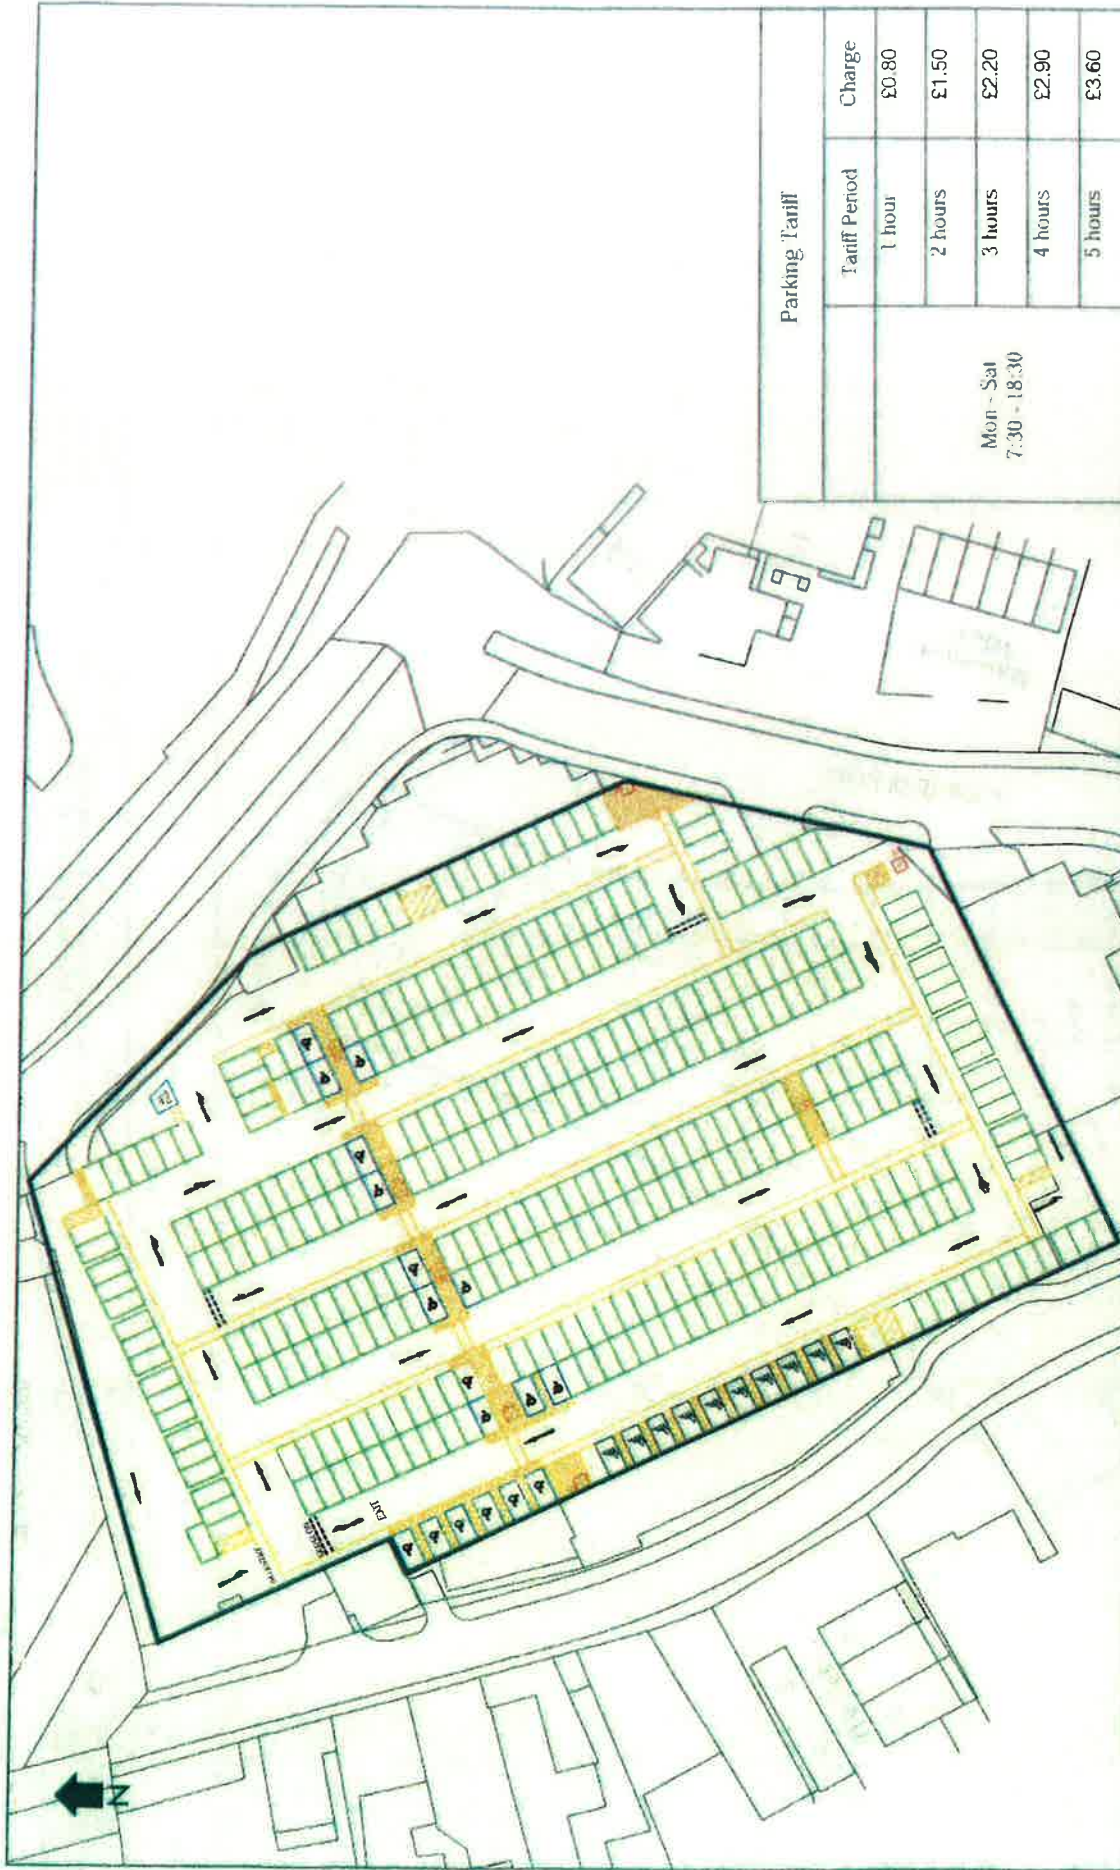 Parking Tariff
Tariff Period Charge
Mon - Sat
7:30 - 18:30
1 hour £0.80
2 hours £1.50
3 hours £2.20
4 hours £2.90
5 hours £3.60
EXIT
N